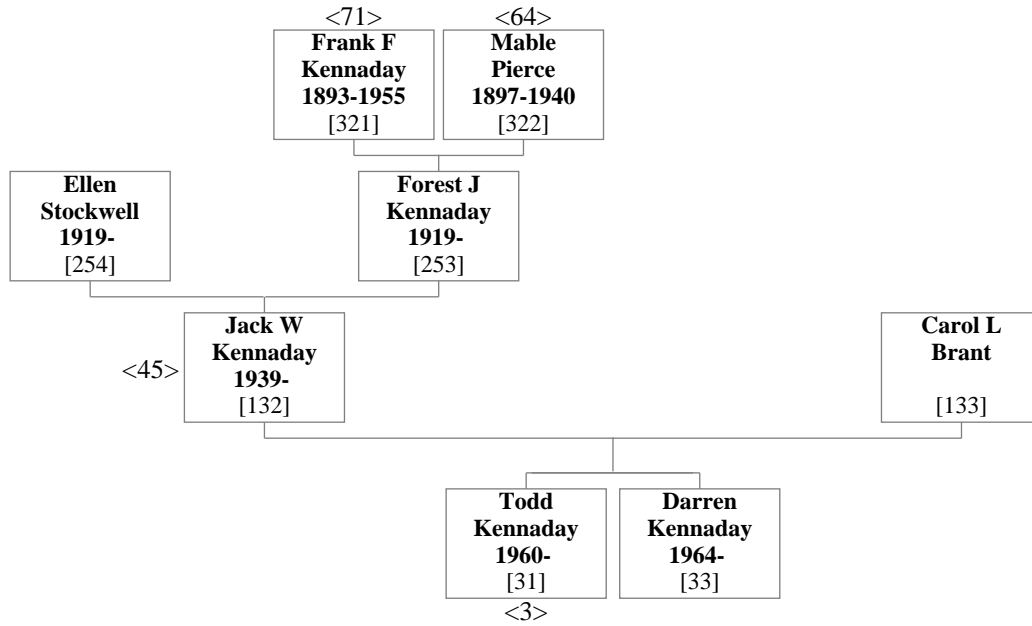 <71>
<64>
Frank F
Kennaday
1893-1955
[321]
Mable
Pierce
1897-1940
[322]
Ellen
Stockwell
1919-
[254]
Forest J
Kennaday
1919-
[253]
<45>
Jack W
Kennaday
1939-
[132]
Carol L
Brant
[133]
Todd
Kennaday
1960-
[31]
Darren
Kennaday
1964-
[33]
<3>